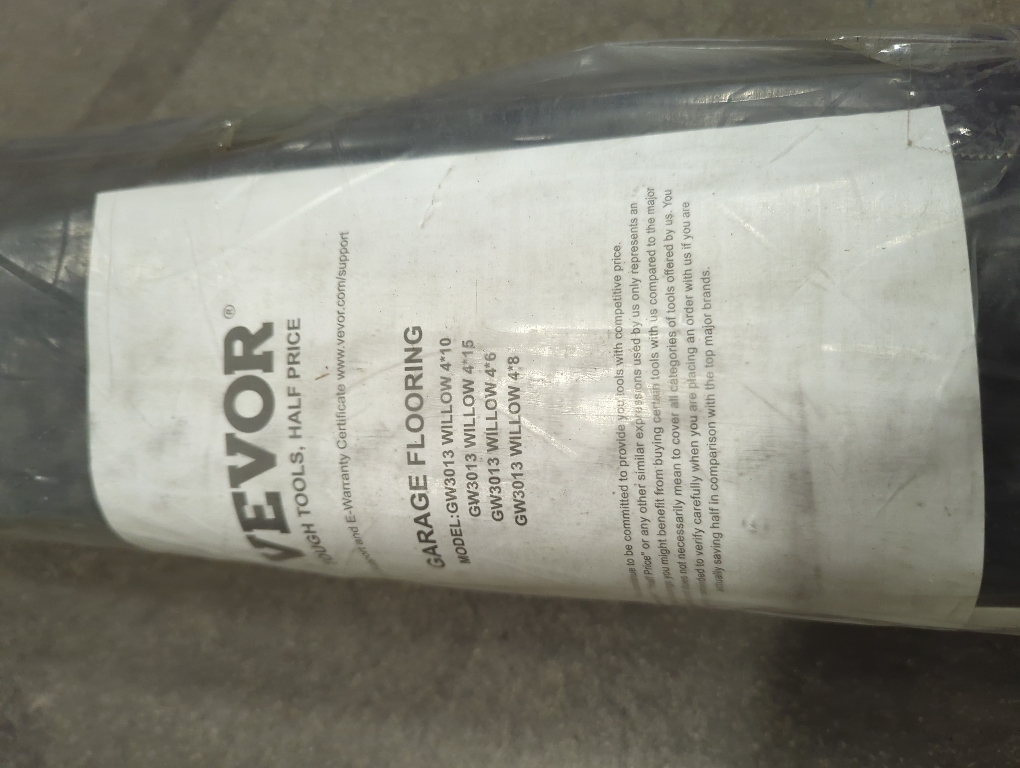 VEVOR®
TOUGH TOOLS, HALF PRICE
and E-Warranty Certificate www.vevor.com/support
GARAGE FLOORING
MODEL:GW3013 WILLOW 4*10
GW3013 WILLOW 4*15
GW3013 WILLOW 4*6
GW3013 WILLOW 4*8
to be committed to provide you tools with competitive price.
Price" or any other similar expressions used by us only represents an
you might benefit from buying certain tools with us compared to the major
not necessarily mean to cover all categories of tools offered by us. You
to verify carefully when you are placing an order with us if you are
saving half in comparison with the top major brands.